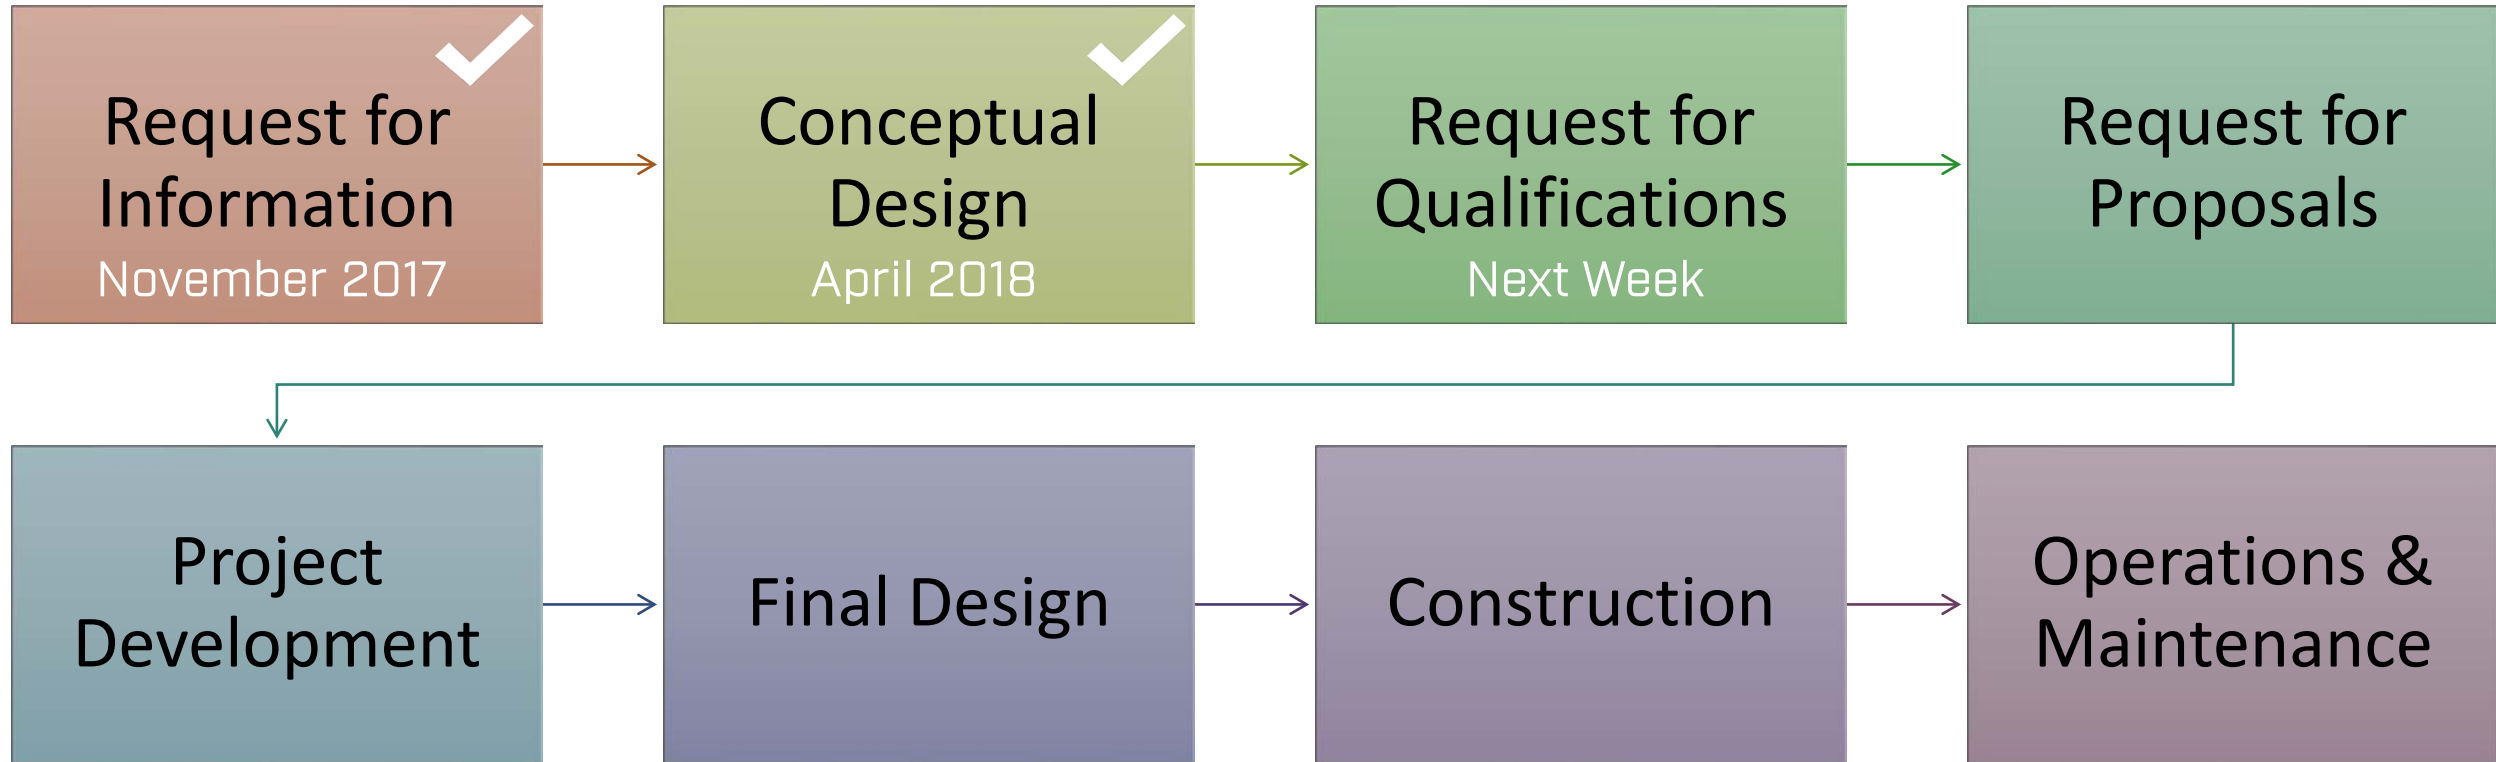 Request for
Information
November 2017
Conceptual
Design
April 2018
Request for
Qualifications
Next Week
Request for
Proposals
Project
Development
Final Design
Construction
Operations &
Maintenance